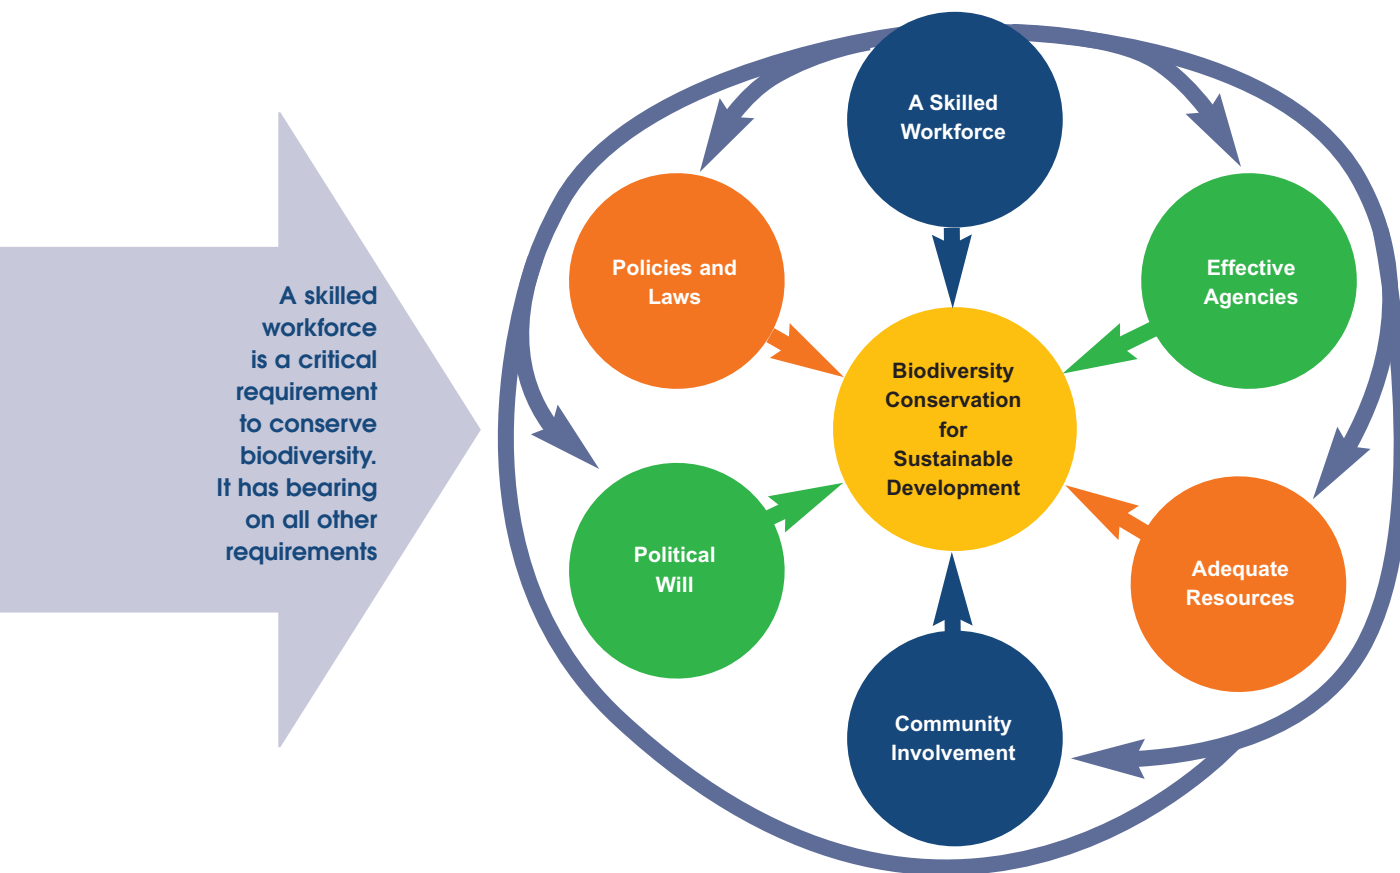 A skilled
workforce
is a critical
requirement
to conserve
biodiversity.
It has bearing
on all other
requirements
A Skilled
Workforce
Policies and
Laws
Effective
Agencies
Biodiversity
Conservation
for
Sustainable
Development
Political
Will
Adequate
Resources
Community
Involvement